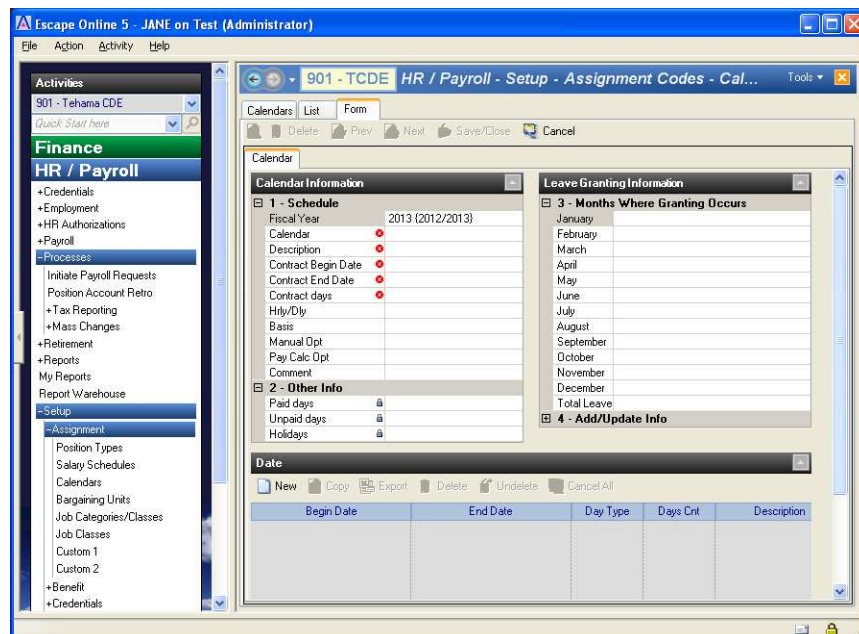 Escape Online 5 - JANE on Test (Administrator)
File Action Activity Help
Activities
901 - Tehama CDE
Quick Start here
Finance
HR / Payroll
+Credentials
+Employment
+HR Authorizations
+Payroll
-Processes
Initiate Payroll Requests
Position Account Retro
+Tax Reporting
+Mass Changes
+Retirement
+Reports
My Reports
Report Warehouse
-Setup
-Assignment
Position Types
Salary Schedules
Calendars
Bargaining Units
Job Categories/Classes
Job Classes
Custom 1
Custom 2
+Benefit
+Credentials
901 - TCDE HR / Payroll - Setup - Assignment Codes - Cal... Tools
Calendars List Form
Delete Prev Next Save/Close Cancel
Calendar
Calendar Information
1 - Schedule
Fiscal Year 2013 {2012/2013}
Calendar
Description
Contract Begin Date
Contract End Date
Contract days
Hrly/Dly
Basis
Manual Opt
Pay Calc Opt
Comment
2 - Other Info
Paid days
Unpaid days
Holidays
Leave Granting Information
3 - Months Where Granting Occurs
January
February
March
April
May
June
July
August
September
October
November
December
Total Leave
4 - Add/Update Info
Date
New Copy Export Delete Undelete Cancel All
Begin Date End Date Day Type Days Cnt Description